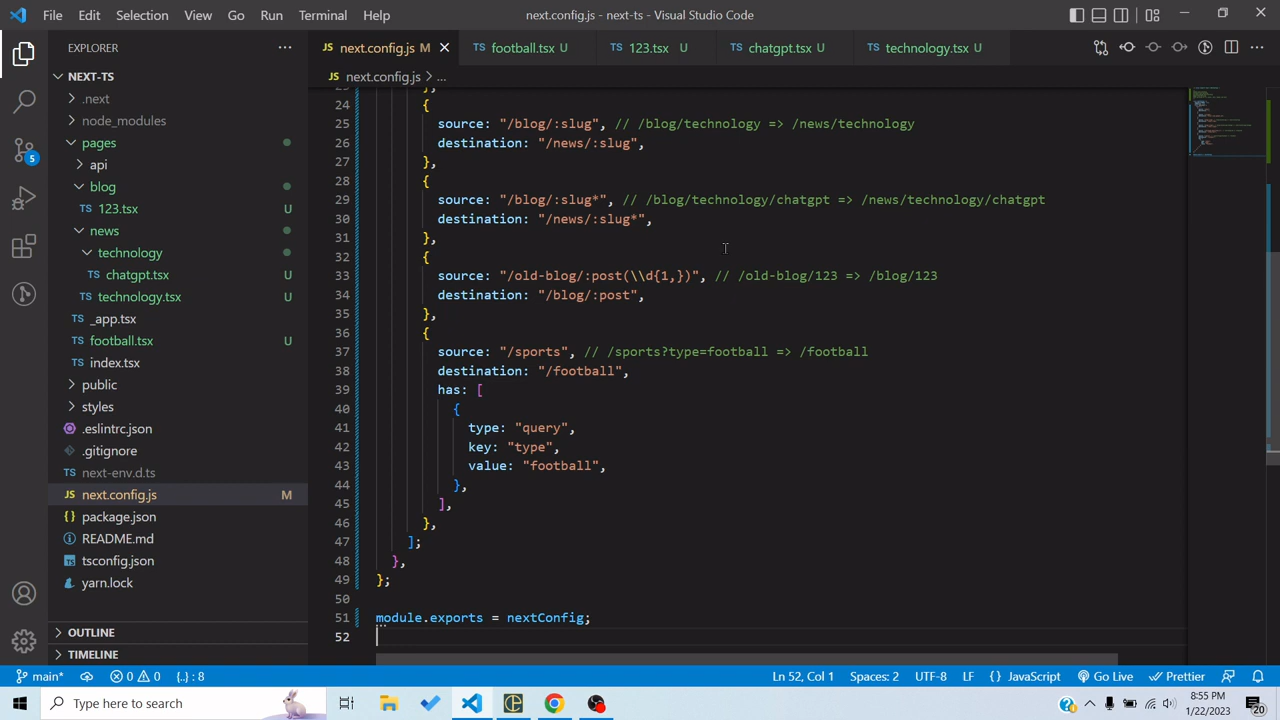 File Edit Selection View Go Run Terminal Help
next.config.js - next-ts - Visual Studio Code
EXPLORER
NEXT-TS
.next
node_modules
pages
api
blog
123.tsx U
news
technology
chatgpt.tsx U
technology.tsx U
_app.tsx
football.tsx U
index.tsx
public
styles
.eslintrc.json
.gitignore
next-env.d.ts
next.config.js M
package.json
README.md
tsconfig.json
yarn.lock
OUTLINE
TIMELINE
5
next.config.js M football.tsx U 123.tsx U chatgpt.tsx U technology.tsx U
next.config.js > ...
24 {
25 source: "/blog/:slug", // /blog/technology => /news/technology
26 destination: "/news/:slug",
27 },
28 {
29 source: "/blog/:slug*", // /blog/technology/chatgpt => /news/technology/chatgpt
30 destination: "/news/:slug*",
31 },
32 {
33 source: "/old-blog/:post(\\d{1,})", // /old-blog/123 => /blog/123
34 destination: "/blog/:post",
35 },
36 {
37 source: "/sports", // /sports?type=football => /football
38 destination: "/football",
39 has: [
40 {
41 type: "query",
42 key: "type",
43 value: "football",
44 },
45 ],
46 },
47 ];
48 },
49 };
50
51 module.exports = nextConfig;
52
main* 0 0 {..} : 8 Ln 52, Col 1 Spaces: 2 UTF-8 LF JavaScript Go Live Prettier
Type here to search
8:55 PM
1/22/2023
20